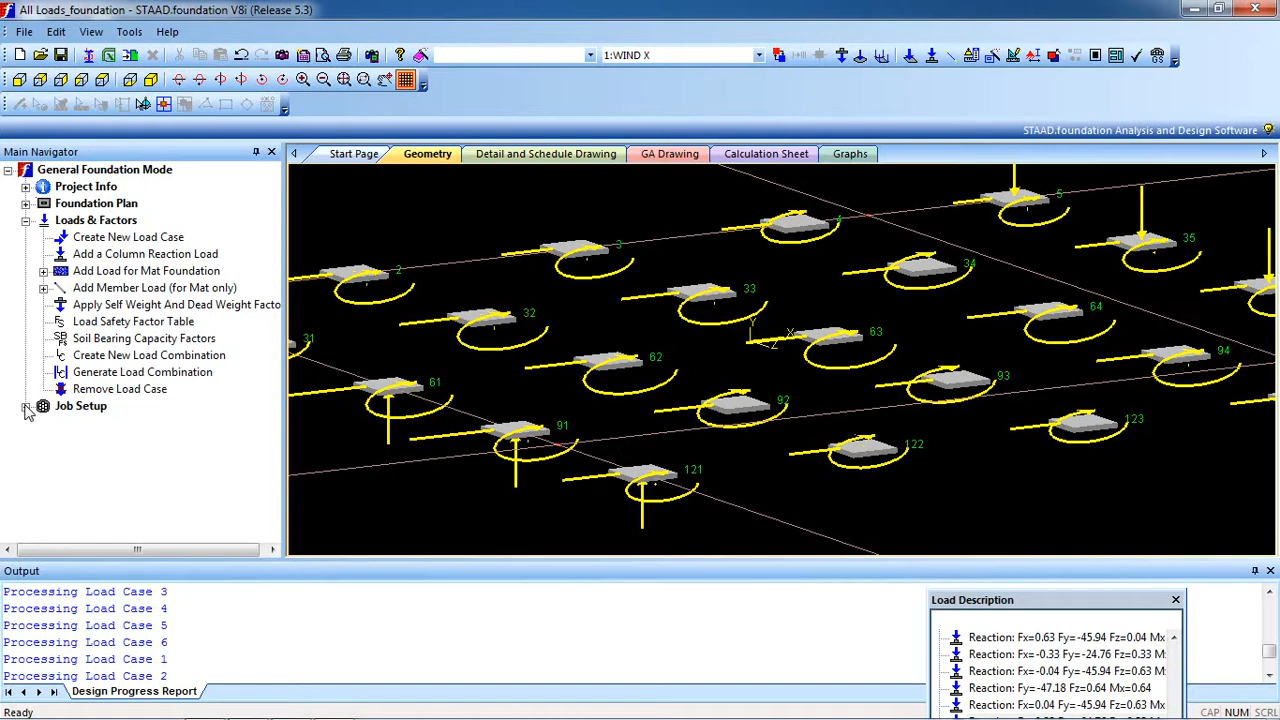 All Loads_foundation - STAAD.foundation V8i (Release 5.3)
File Edit View Tools Help
1:WIND X
STAAD.foundation Analysis and Design Software
Main Navigator
Start Page Geometry Detail and Schedule Drawing GA Drawing Calculation Sheet Graphs
General Foundation Mode
Project Info
Foundation Plan
Loads & Factors
Create New Load Case
Add a Column Reaction Load
Add Load for Mat Foundation
Add Member Load (for Mat only)
Apply Self Weight And Dead Weight Facto
Load Safety Factor Table
Soil Bearing Capacity Factors
Create New Load Combination
Generate Load Combination
Remove Load Case
Job Setup
5
4
35
3
34
2
33
64
32
63
31
94
62
93
61
92
123
91
122
121
Y
X
Z
Output
Processing Load Case 3
Processing Load Case 4
Processing Load Case 5
Processing Load Case 6
Processing Load Case 1
Processing Load Case 2
Design Progress Report
Load Description
Reaction: Fx=0.63 Fy=-45.94 Fz=0.04 Mx
Reaction: Fx=-0.33 Fy=-24.76 Fz=0.33 M
Reaction: Fx=-0.04 Fy=-45.94 Fz=0.63 M
Reaction: Fy=-47.18 Fz=0.64 Mx=0.64
Reaction: Fx=0.04 Fy=-45.94 Fz=0.63 Mx
Ready
CAP NUM SCRL